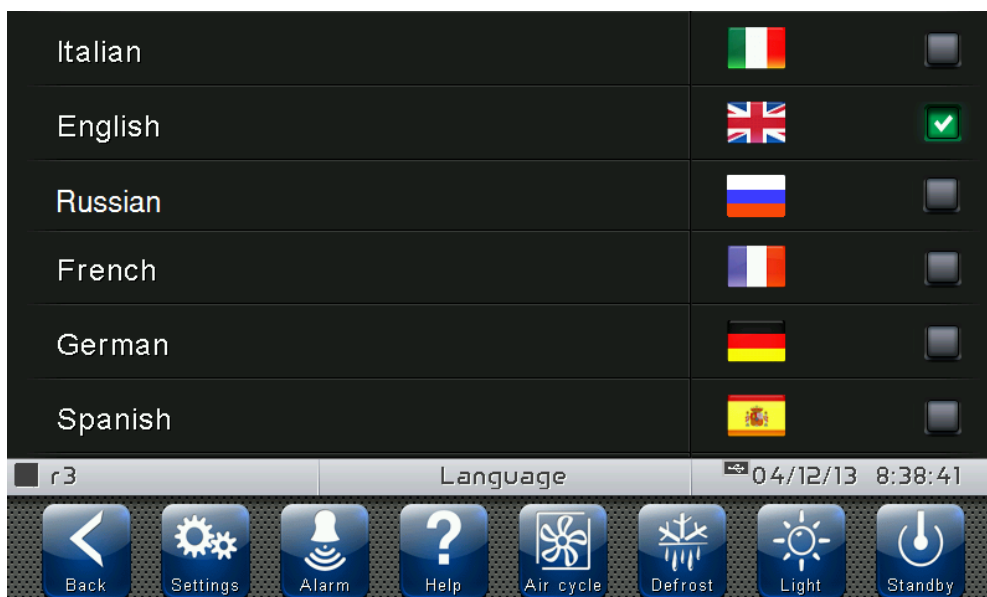 Italian
English
Russian
French
German
Spanish
r3 Language 04/12/13 8:38:41
Back Settings Alarm ? Help Air cycle Defrost Light Standby